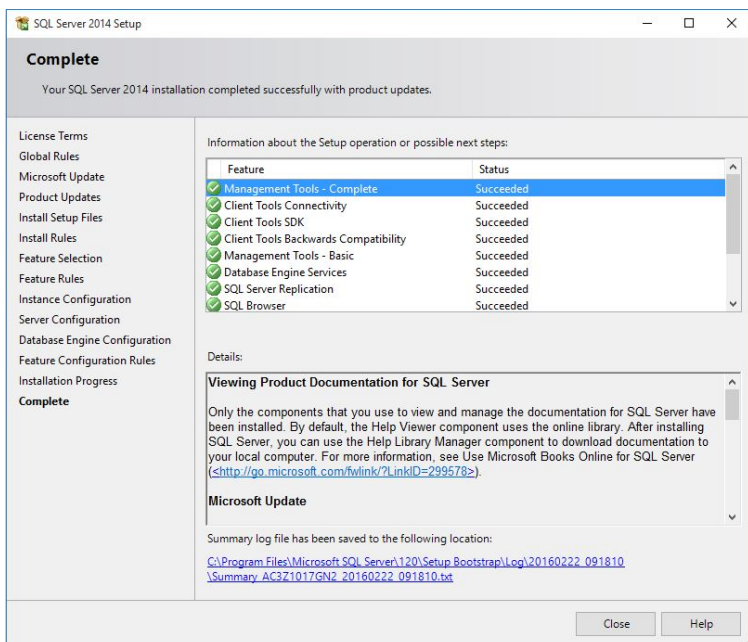 SQL Server 2014 Setup
Complete
Your SQL Server 2014 installation completed successfully with product updates.
License Terms
Global Rules
Microsoft Update
Product Updates
Install Setup Files
Install Rules
Feature Selection
Feature Rules
Instance Configuration
Server Configuration
Database Engine Configuration
Feature Configuration Rules
Installation Progress
Complete
Information about the Setup operation or possible next steps:
Feature Status
Management Tools - Complete Succeeded
Client Tools Connectivity Succeeded
Client Tools SDK Succeeded
Client Tools Backwards Compatibility Succeeded
Management Tools - Basic Succeeded
Database Engine Services Succeeded
SQL Server Replication Succeeded
SQL Browser Succeeded
Details:
Viewing Product Documentation for SQL Server
Only the components that you use to view and manage the documentation for SQL Server have
been installed. By default, the Help Viewer component uses the online library. After installing
SQL Server, you can use the Help Library Manager component to download documentation to
your local computer. For more information, see Use Microsoft Books Online for SQL Server
(<http://go.microsoft.com/fwlink/?LinkID=299578>).
Microsoft Update
Summary log file has been saved to the following location:
C:\Program Files\Microsoft SQL Server\120\Setup Bootstrap\Log\20160222_091810
\Summary_AC3Z1017GN2_20160222_091810.txt
Close Help